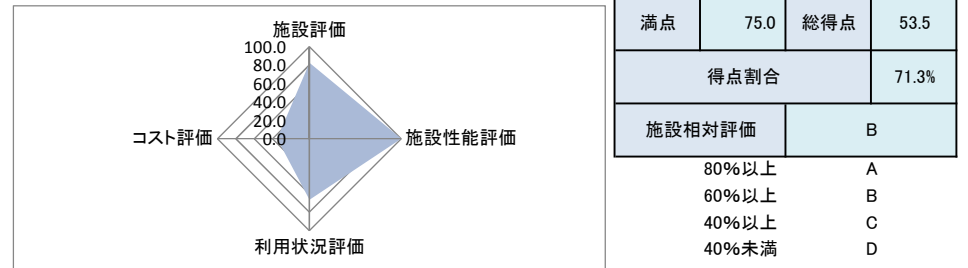 施設評価
100.0
80.0
60.0
40.0
20.0
0.0
コスト評価
施設性能評価
利用状況評価
満点 75.0 総得点 53.5
得点割合 71.3%
施設相対評価 B
80%以上 A
60%以上 B
40%以上 C
40%未満 D